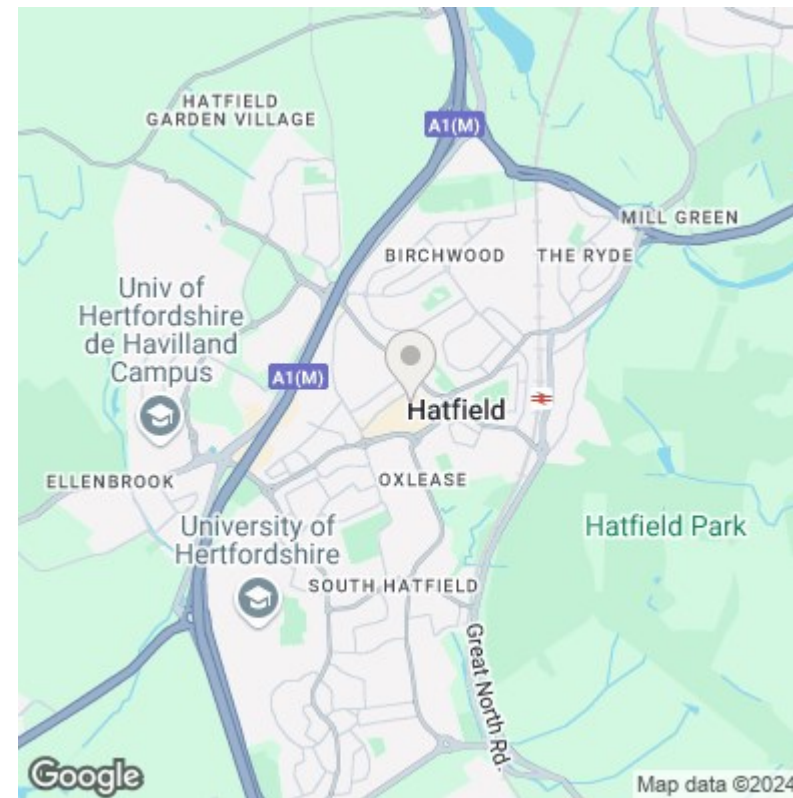 HATFIELD
GARDEN VILLAGE
A1(M)
MILL GREEN
BIRCHWOOD
THE RYDE
Univ of
Hertfordshire
de Havilland
Campus
A1(M)
Hatfield
ELLENBROOK
OXLEASE
University of
Hertfordshire
Hatfield Park
SOUTH HATFIELD
Great North Rd.
Google
Map data ©2024